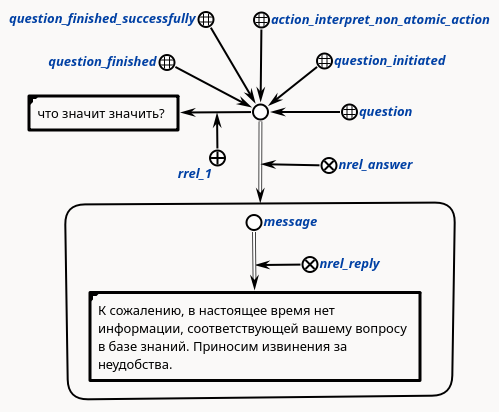 question_finished_successfully
action_interpret_non_atomic_action
question_finished
question_initiated
что значит значить?
question
rrel_1
nrel_answer
message
nrel_reply
К сожалению, в настоящее время нет
информации, соответствующей вашему вопросу
в базе знаний. Приносим извинения за
неудобства.